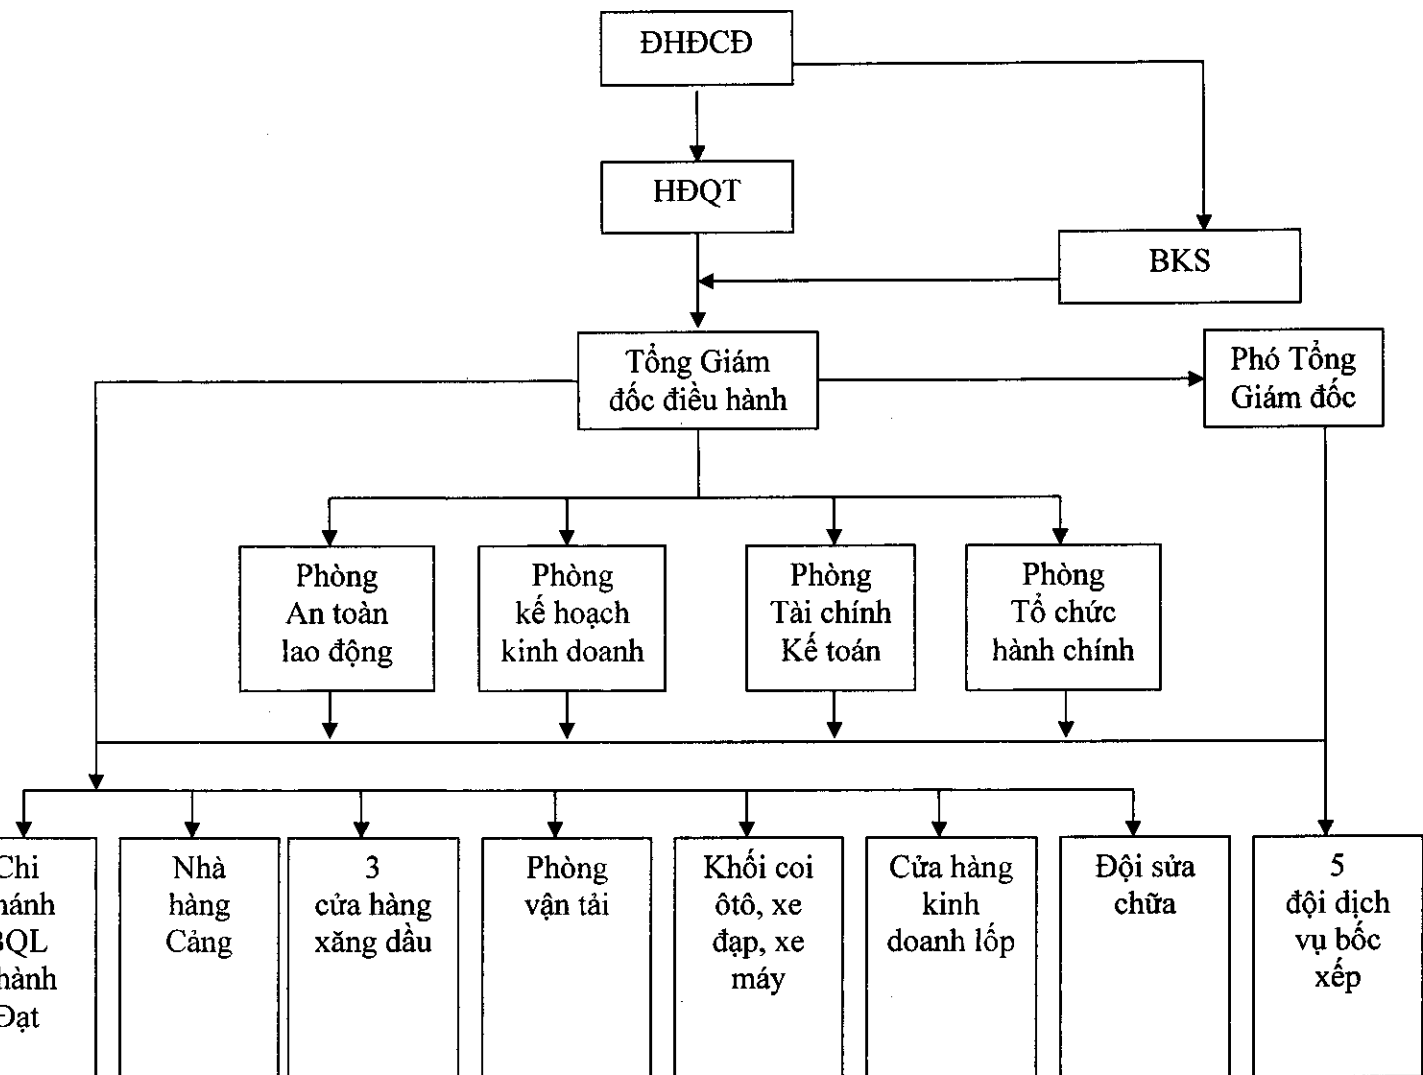 ĐHĐCĐ
HĐQT
BKS
Tổng Giám
đốc điều hành
Phó Tổng
Giám đốc
Phòng
An toàn
lao động
Phòng
kế hoạch
kinh doanh
Phòng
Tài chính
Kế toán
Phòng
Tổ chức
hành chính
Chi
Đạt
Nhà
hàng
Cảng
3
cửa hàng
xăng dầu
Phòng
vận tải
Khối coi
ôtô, xe
đạp, xe
máy
Cửa hàng
kinh
doanh lốp
Đội sửa
chữa
5
đội dịch
vụ bốc
xếp